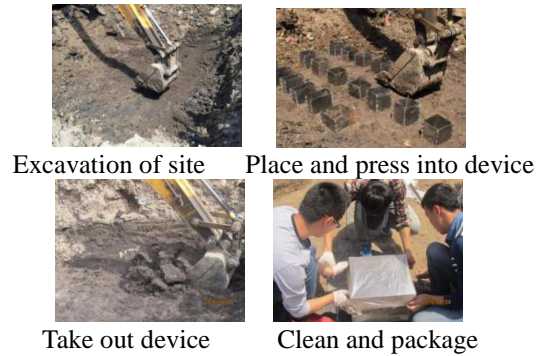 Excavation of site
Place and press into device
Take out device
Clean and package